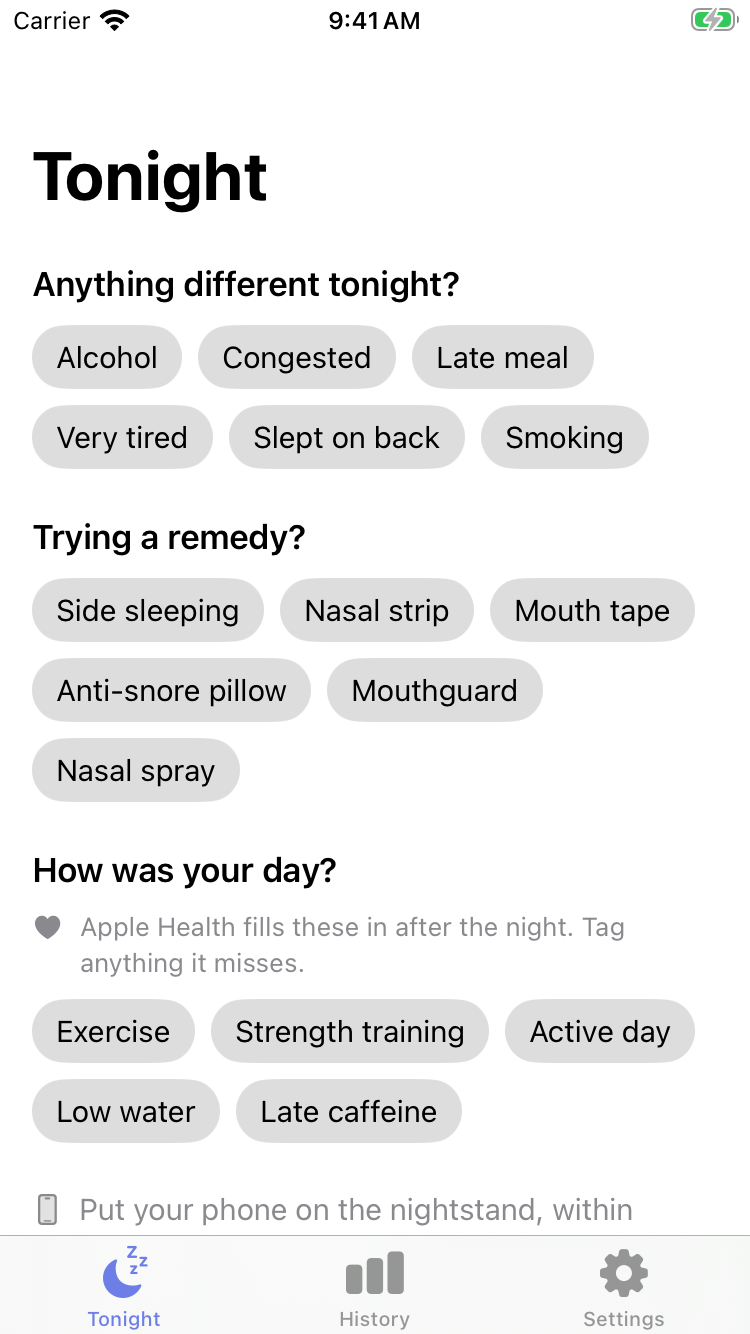 Carrier 9:41 AM
Tonight
Anything different tonight?
Alcohol Congested Late meal
Very tired Slept on back Smoking
Trying a remedy?
Side sleeping Nasal strip Mouth tape
Anti-snore pillow Mouthguard
Nasal spray
How was your day?
Apple Health fills these in after the night. Tag
anything it misses.
Exercise Strength training Active day
Low water Late caffeine
Put your phone on the nightstand, within
Tonight History Settings